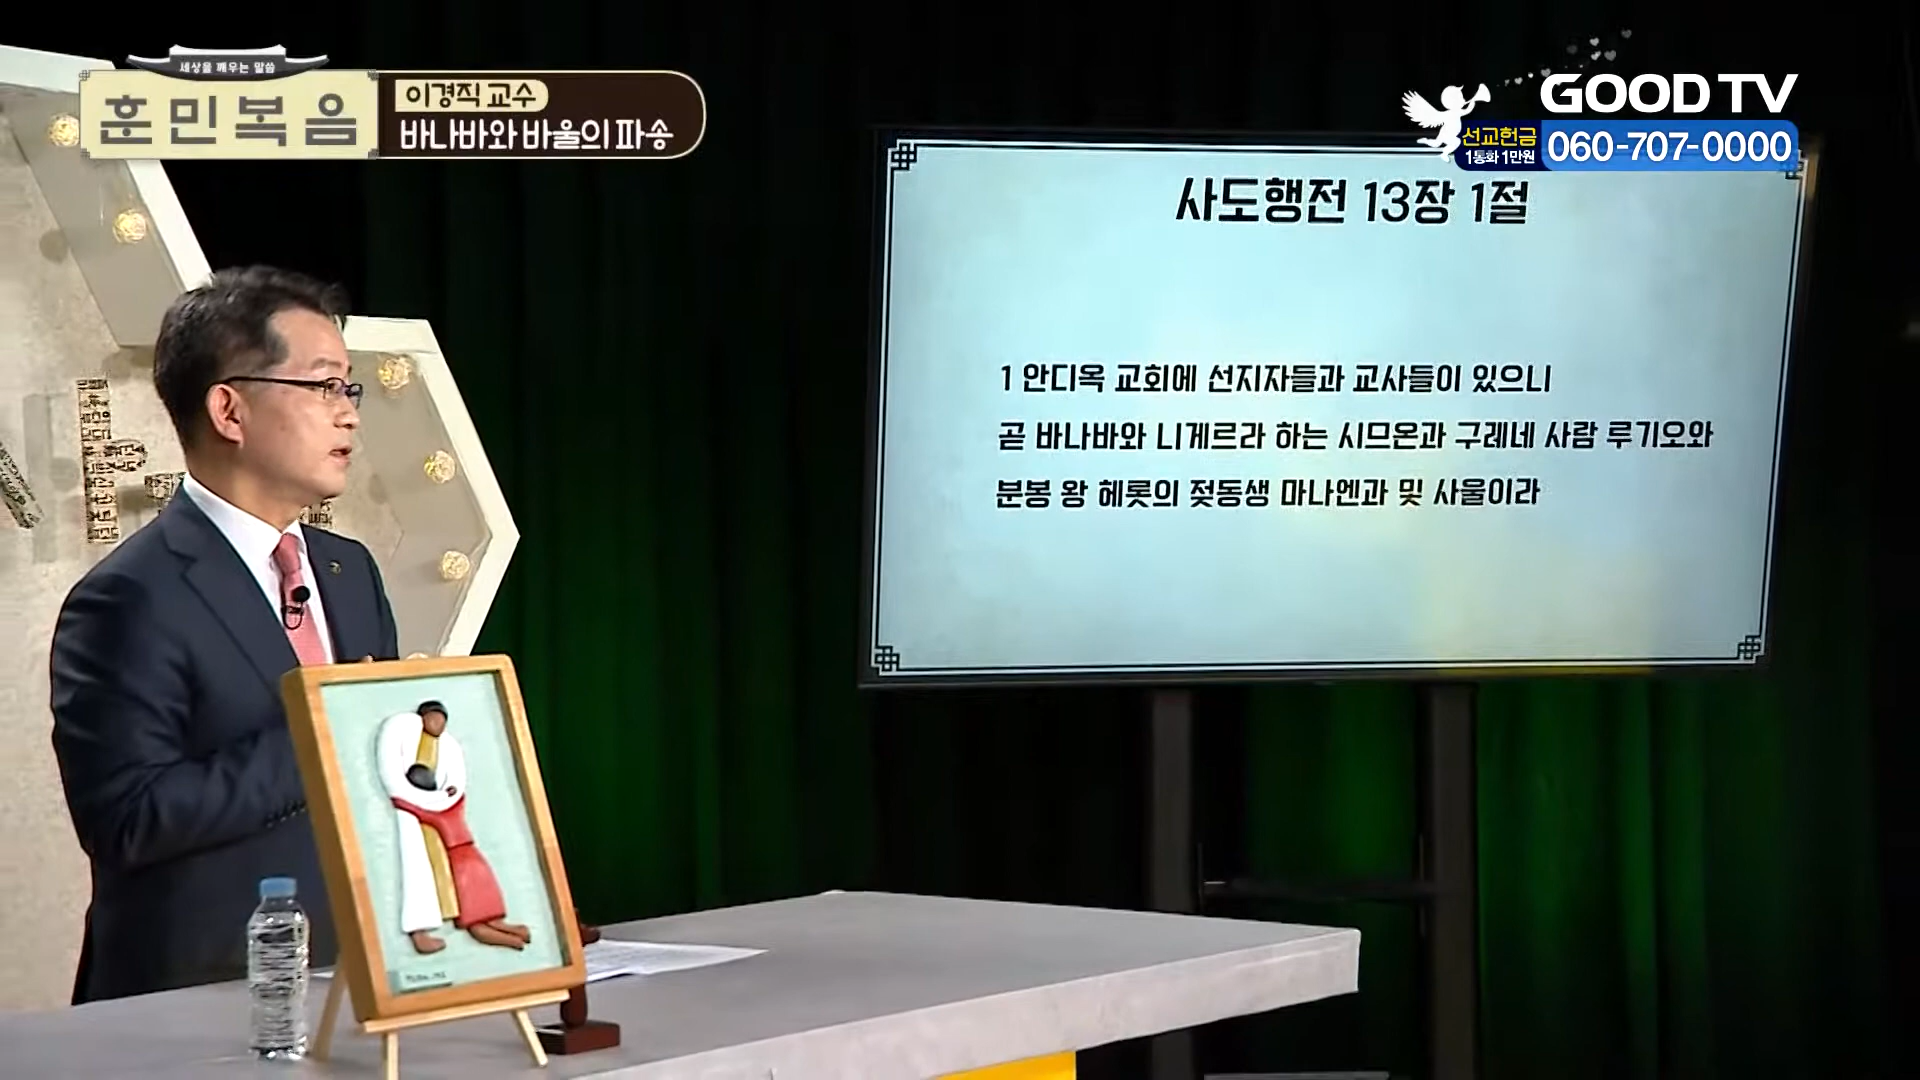 세상을 깨우는 말씀
훈민복음
이경직 교수
바나바와 바울의 파송
GOODTV
선교헌금
1통화 1만원
060-707-0000
사도행전 13장 1절
1 안디옥 교회에 선지자들과 교사들이 있으니
곧 바나바와 니게르라 하는 시므온과 구레네 사람 루기오와
분봉 왕 헤롯의 젖동생 마나엔과 및 사울이라